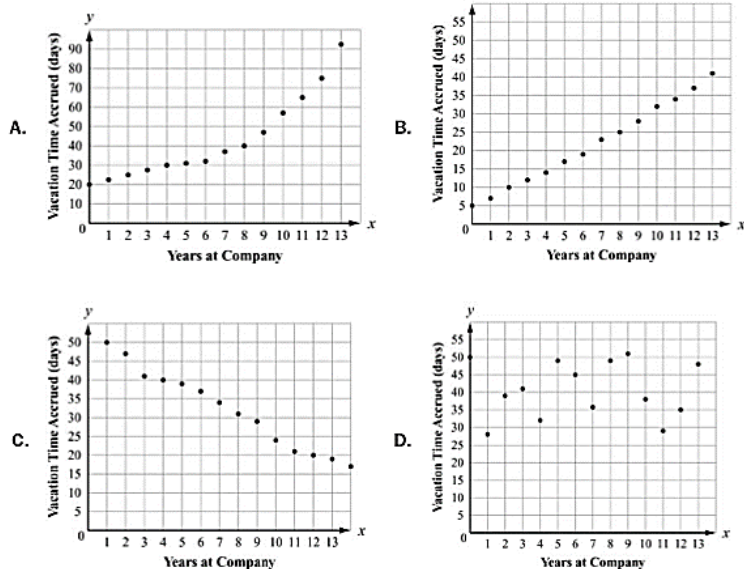 A.
y
Vacation Time Accrued (days)
90
80
70
60
50
40
30
20
10
0
1 2 3 4 5 6 7 8 9 10 11 12 13
x
Years at Company
B.
Vacation Time Accrued (days)
55
50
45
40
35
30
25
20
15
10
5
0
1 2 3 4 5 6 7 8 9 10 11 12 13
x
Years at Company
C.
y
Vacation Time Accrued (days)
50
45
40
35
30
25
20
15
10
5
0
1 2 3 4 5 6 7 8 9 10 11 12 13
x
Years at Company
D.
y
Vacation Time Accrued (days)
55
50
45
40
35
30
25
20
15
10
5
0
1 2 3 4 5 6 7 8 9 10 11 12 13
x
Years at Company